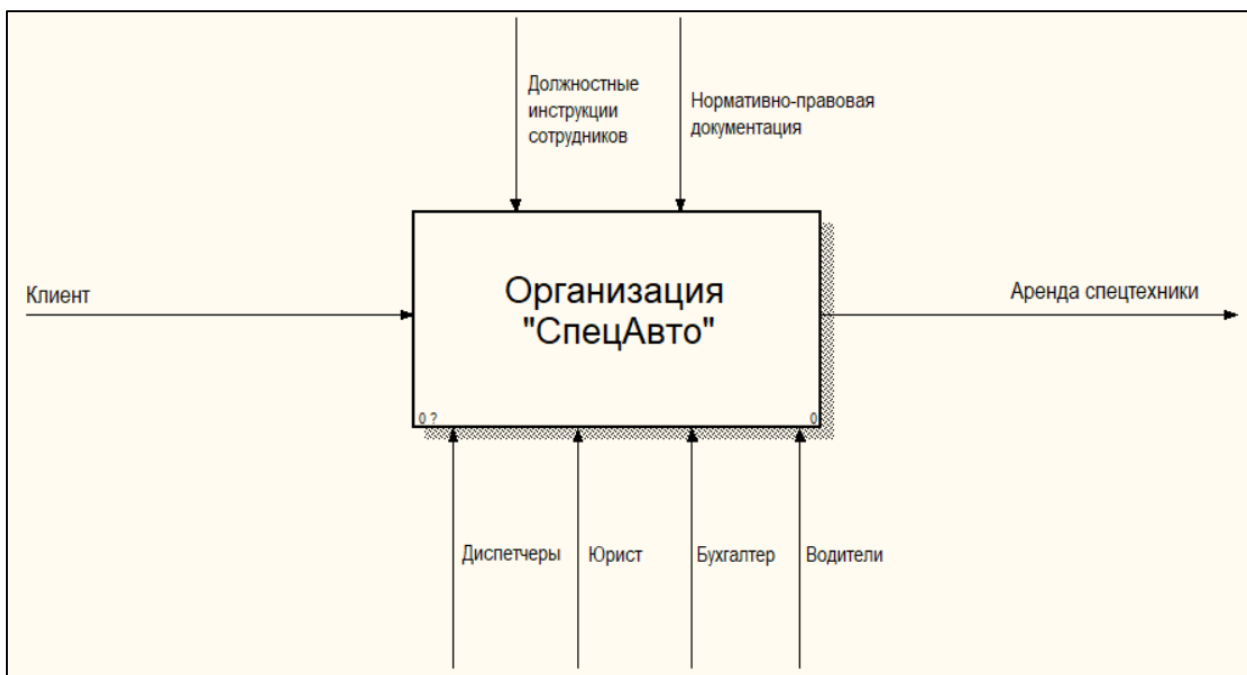 Должностные
инструкции
сотрудников
Нормативно-правовая
документация
Клиент
Организация
"СпецАвто"
Аренда спецтехники
0 ?
0
Диспетчеры
Юрист
Бухгалтер
Водители